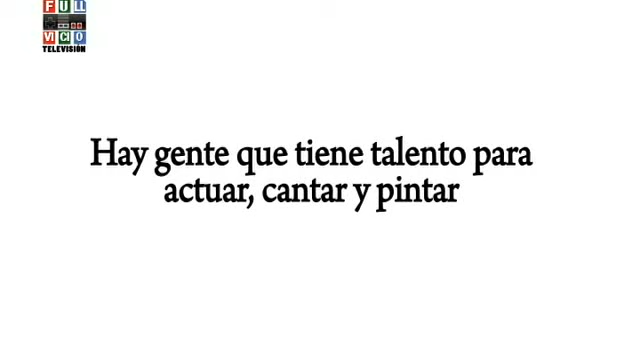 FULL
VICIO
TELEVISIÓN
Hay gente que tiene talento para
actuar, cantar y pintar